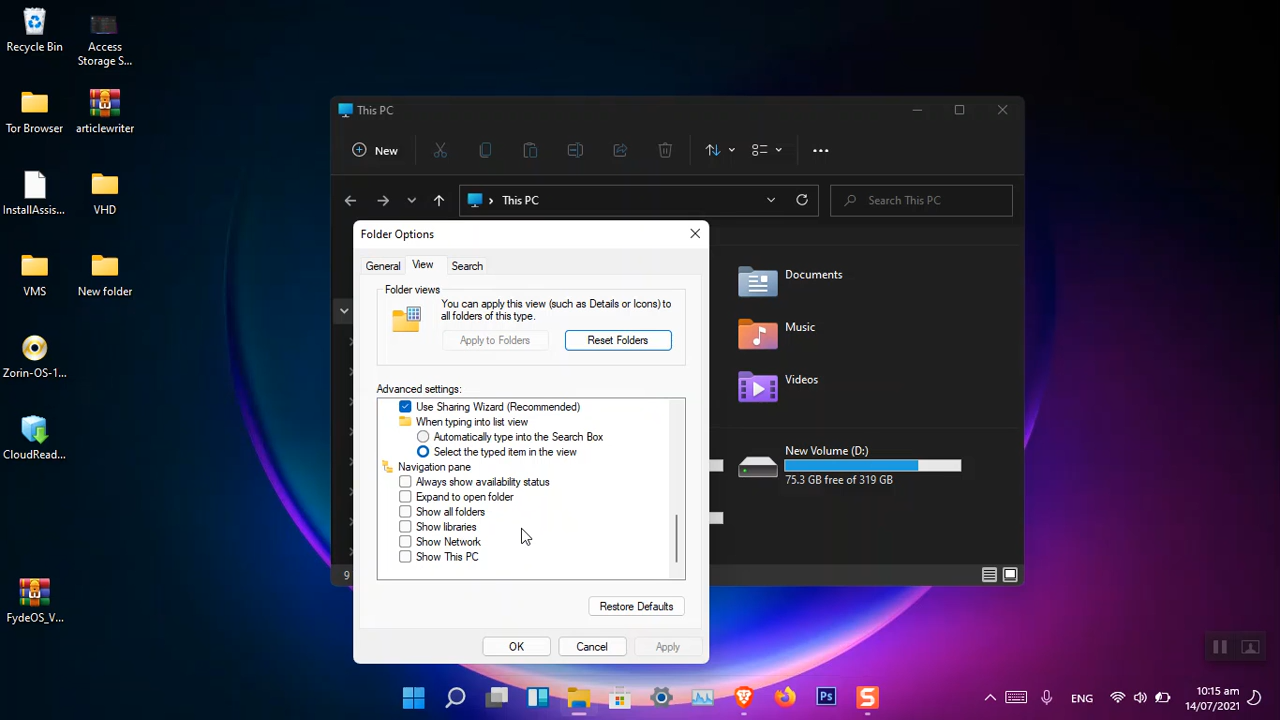 Recycle Bin
Access
Storage S...
Tor Browser
articlewriter
InstallAssis...
VHD
VMS
New folder
Zorin-OS-1...
CloudRead...
FydeOS_V...
This PC
New
This PC
Search This PC
Documents
Music
Videos
New Volume (D:)
75.3 GB free of 319 GB
9
Folder Options
General
View
Search
Folder views
You can apply this view (such as Details or Icons) to
all folders of this type.
Apply to Folders
Reset Folders
Advanced settings:
Use Sharing Wizard (Recommended)
When typing into list view
Automatically type into the Search Box
Select the typed item in the view
Navigation pane
Always show availability status
Expand to open folder
Show all folders
Show libraries
Show Network
Show This PC
Restore Defaults
OK
Cancel
Apply
Ps
S
ENG
10:15 am
14/07/2021